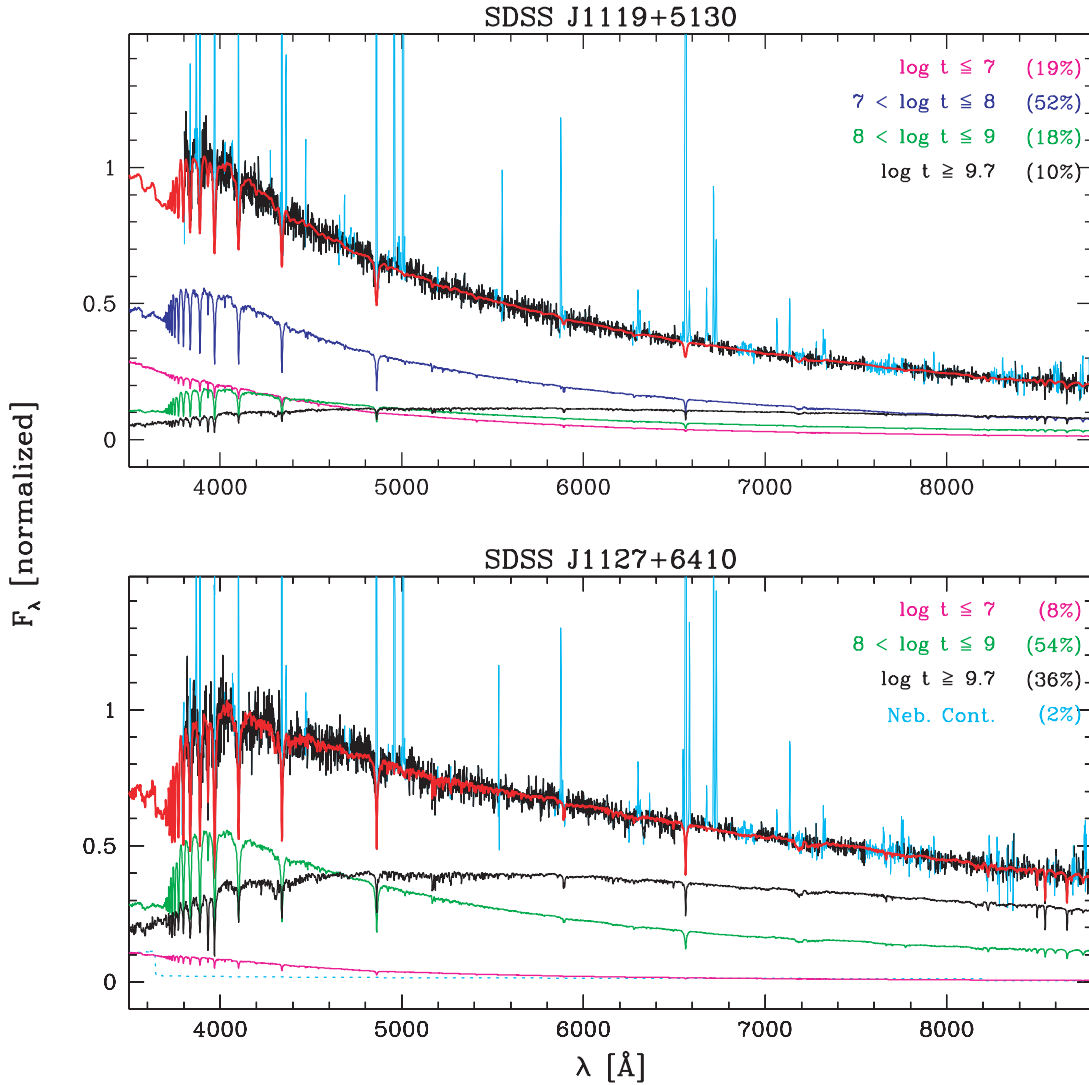 SDSS J1119+5130
log t ≦ 7 (19%)
7 < log t ≦ 8 (52%)
8 < log t ≦ 9 (18%)
log t ≧ 9.7 (10%)
1
0.5
0
4000 5000 6000 7000 8000
F_λ [normalized]
SDSS J1127+6410
log t ≦ 7 (8%)
8 < log t ≦ 9 (54%)
log t ≧ 9.7 (36%)
Neb. Cont. (2%)
1
0.5
0
4000 5000 6000 7000 8000
λ [Å]